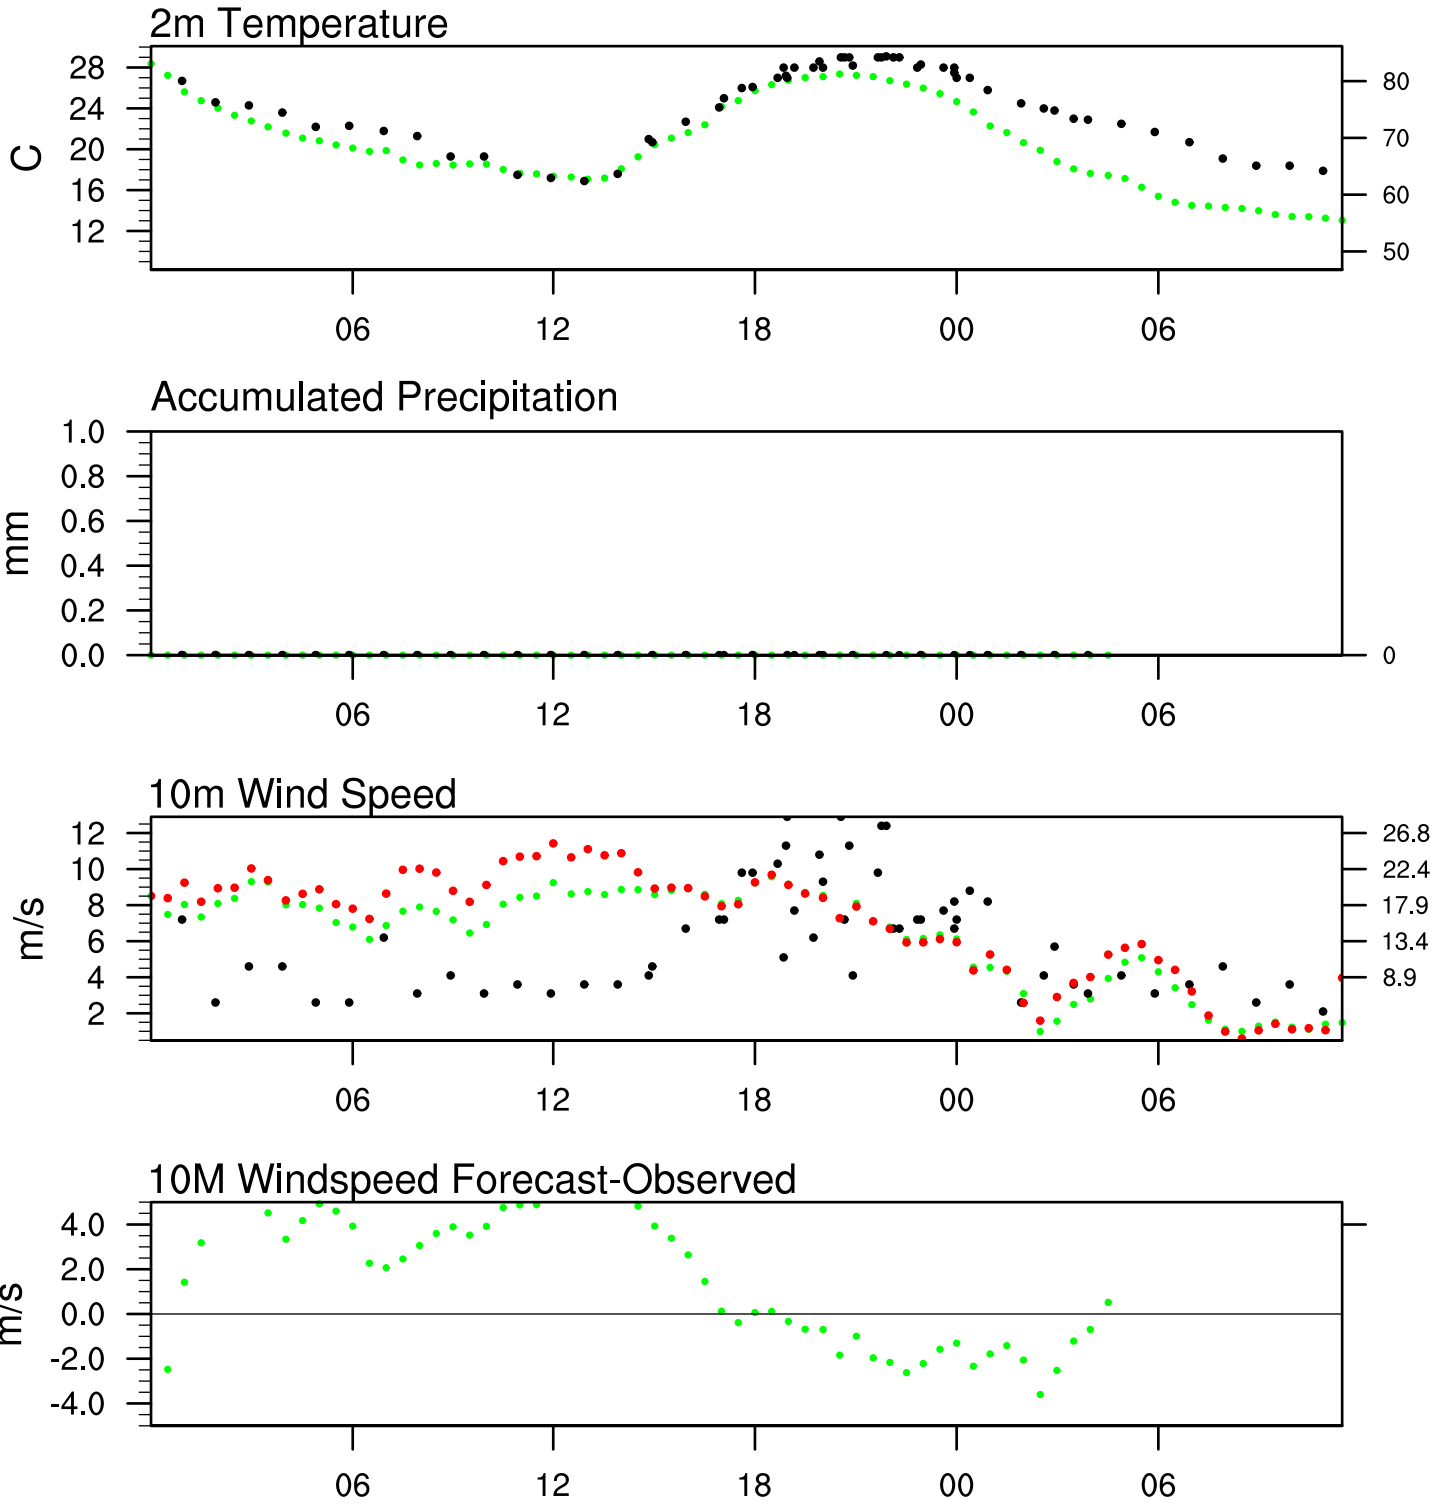 2m Temperature
28
24
20
16
12
C
80
70
60
50
06 12 18 00 06
Accumulated Precipitation
1.0
0.8
0.6
0.4
0.2
0.0
mm
0
06 12 18 00 06
10m Wind Speed
12
10
8
6
4
2
m/s
26.8
22.4
17.9
13.4
8.9
06 12 18 00 06
10M Windspeed Forecast-Observed
4.0
2.0
0.0
-2.0
-4.0
m/s
06 12 18 00 06